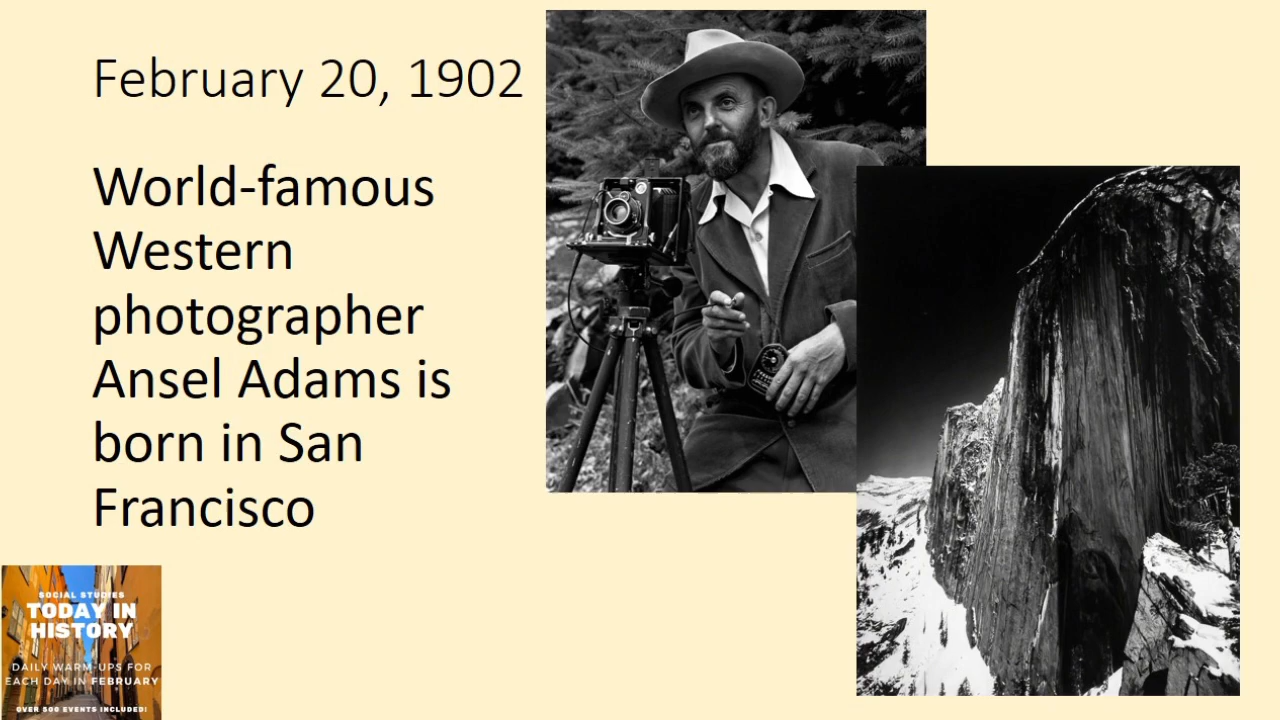 February 20, 1902
World-famous
Western
photographer
Ansel Adams is
born in San
Francisco
SOCIAL STUDIES
TODAY IN
HISTORY
DAILY WARM-UPS FOR
EACH DAY IN FEBRUARY
OVER 500 EVENTS INCLUDED!